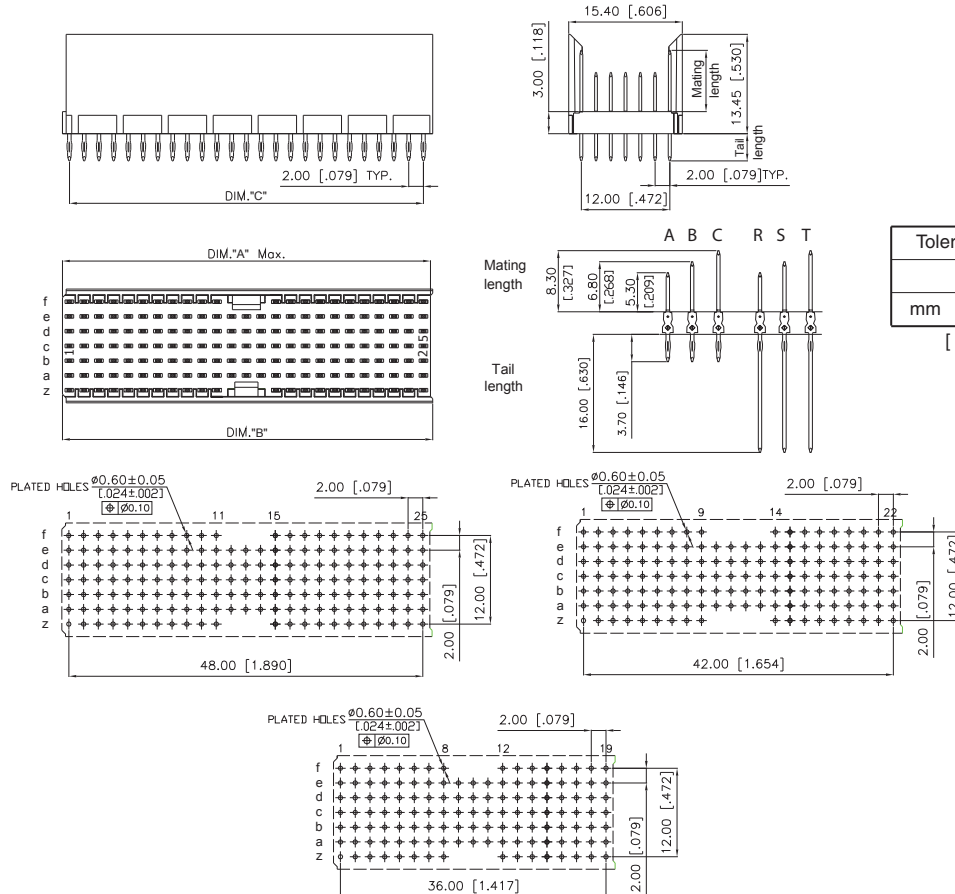 15.40 [.606]
3.00 [.118]
Mating
length
13.45 [.530]
Tail
length
2.00 [.079] TYP.
DIM."C"
2.00 [.079]TYP.
12.00 [.472]
DIM."A" Max.
f
e
d
c
b
a
z
1
25
DIM."B"
A B C R S T
Mating
length
8.30
[.327]
6.80
[.268]
5.30
[.209]
Tail
length
16.00 [.630]
3.70 [.146]
Toler
mm
[
PLATED HOLES
Ø0.60±0.05
[.024±.002]
⌖ Ø0.10
2.00 [.079]
1 11 15 25
f
e
d
c
b
a
z
2.00 [.079]
12.00 [.472]
48.00 [1.890]
PLATED HOLES
Ø0.60±0.05
[.024±.002]
⌖ Ø0.10
2.00 [.079]
1 9 14 22
f
e
d
c
b
a
z
2.00 [.079]
12.00 [.472]
42.00 [1.654]
PLATED HOLES
Ø0.60±0.05
[.024±.002]
⌖ Ø0.10
2.00 [.079]
1 8 12 19
f
e
d
c
b
a
z
2.00 [.079]
12.00 [.472]
36.00 [1.417]